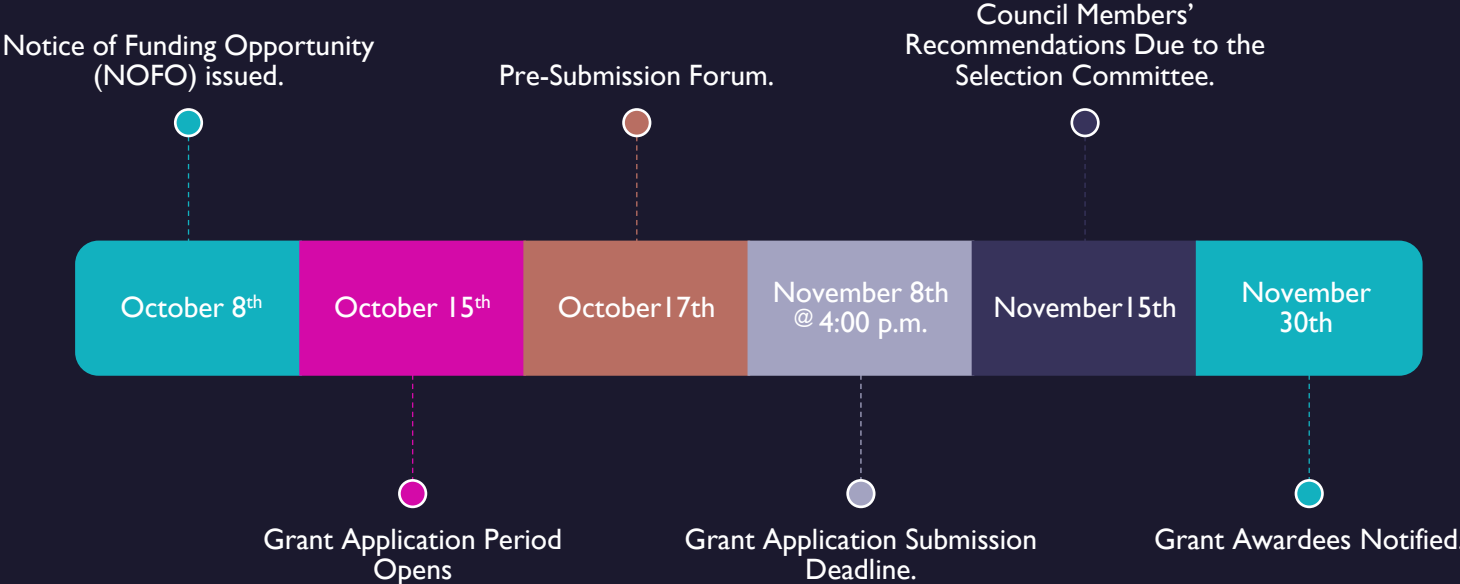 Notice of Funding Opportunity
(NOFO) issued.
Pre-Submission Forum.
Council Members’
Recommendations Due to the
Selection Committee.
October 8th
October 15th
October17th
November 8th
@ 4:00 p.m.
November15th
November
30th
Grant Application Period
Opens
Grant Application Submission
Deadline.
Grant Awardees Notified.